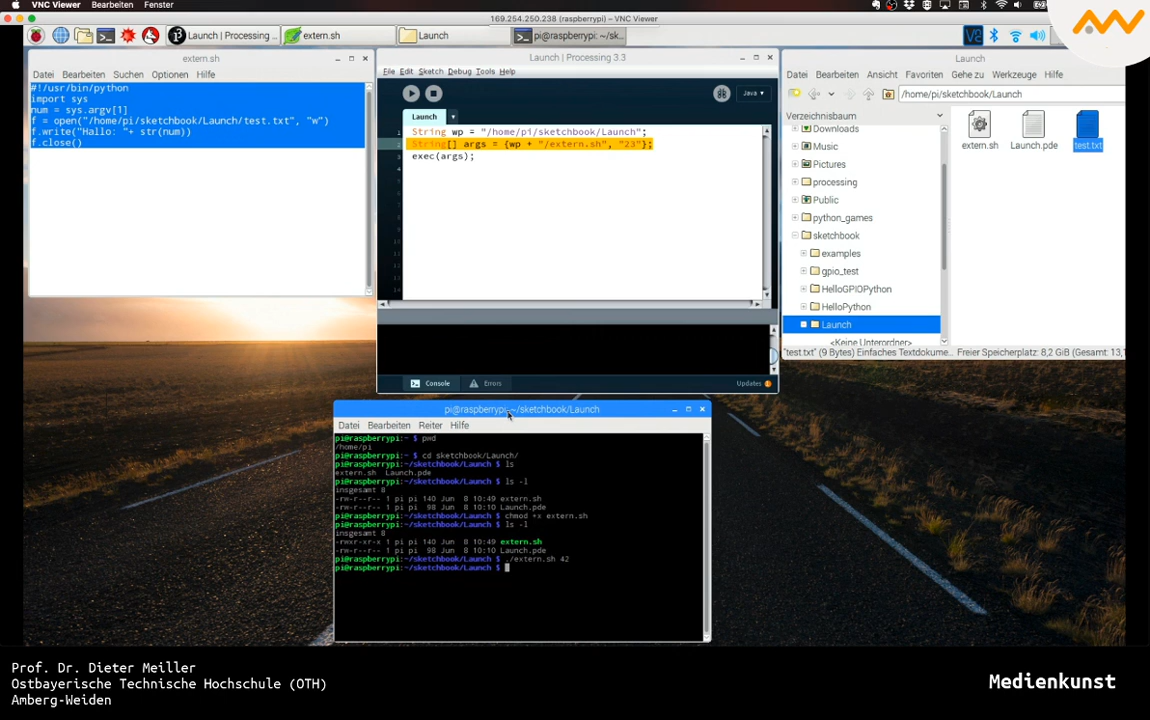 VNC Viewer Bearbeiten Fenster
169.254.250.238 (raspberrypi) – VNC Viewer
Launch | Processing ... extern.sh Launch pi@raspberrypi: ~/sk...
extern.sh
Datei Bearbeiten Suchen Optionen Hilfe
#!/usr/bin/python
import sys
num = sys.argv[1]
f = open("/home/pi/sketchbook/Launch/test.txt", "w")
f.write("Hallo: "+ str(num))
f.close()
Launch | Processing 3.3
File Edit Sketch Debug Tools Help
Java
Launch
1 String wp = "/home/pi/sketchbook/Launch";
2 String[] args = {wp + "/extern.sh", "23"};
3 exec(args);
Console Errors Updates
Launch
Datei Bearbeiten Ansicht Favoriten Gehe zu Werkzeuge Hilfe
/home/pi/sketchbook/Launch
Verzeichnisbaum
Downloads
Music
Pictures
processing
Public
python_games
sketchbook
examples
gpio_test
HelloGPIOPython
HelloPython
Launch
<Keine Unterordner>
extern.sh Launch.pde test.txt
"test.txt" (9 Bytes) Einfaches Textdokume... Freier Speicherplatz: 8,2 GiB (Gesamt: 13,
pi@raspberrypi: ~/sketchbook/Launch
Datei Bearbeiten Reiter Hilfe
pi@raspberrypi:~ $ pwd
/home/pi
pi@raspberrypi:~ $ cd sketchbook/Launch/
pi@raspberrypi:~/sketchbook/Launch $ ls
extern.sh Launch.pde
pi@raspberrypi:~/sketchbook/Launch $ ls -l
insgesamt 8
-rw-r--r-- 1 pi pi 140 Jun 8 10:49 extern.sh
-rw-r--r-- 1 pi pi 98 Jun 8 10:10 Launch.pde
pi@raspberrypi:~/sketchbook/Launch $ chmod +x extern.sh
pi@raspberrypi:~/sketchbook/Launch $ ls -l
insgesamt 8
-rwxr-xr-x 1 pi pi 140 Jun 8 10:49 extern.sh
-rw-r--r-- 1 pi pi 98 Jun 8 10:10 Launch.pde
pi@raspberrypi:~/sketchbook/Launch $ ./extern.sh 42
pi@raspberrypi:~/sketchbook/Launch $
Prof. Dr. Dieter Meiller
Ostbayerische Technische Hochschule (OTH)
Amberg-Weiden
Medienkunst